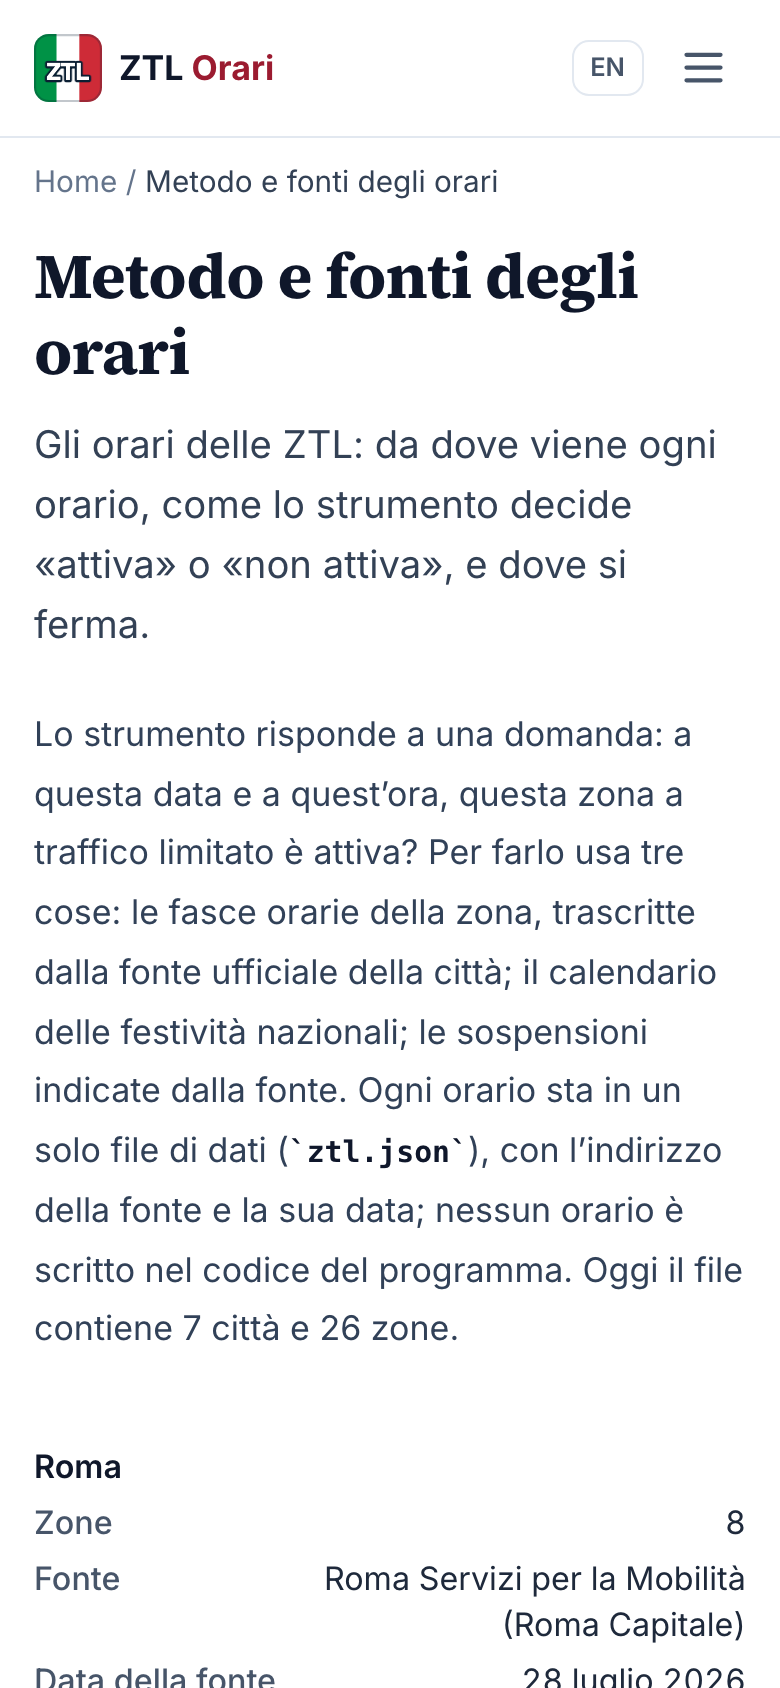 ZTL
ZTL Orari
EN
Home / Metodo e fonti degli orari
Metodo e fonti degli
orari
Gli orari delle ZTL: da dove viene ogni
orario, come lo strumento decide
«attiva» o «non attiva», e dove si
ferma.
Lo strumento risponde a una domanda: a
questa data e a quest’ora, questa zona a
traffico limitato è attiva? Per farlo usa tre
cose: le fasce orarie della zona, trascritte
dalla fonte ufficiale della città; il calendario
delle festività nazionali; le sospensioni
indicate dalla fonte. Ogni orario sta in un
solo file di dati (`ztl.json`), con l’indirizzo
della fonte e la sua data; nessun orario è
scritto nel codice del programma. Oggi il file
contiene 7 città e 26 zone.
Roma
Zone 8
Fonte Roma Servizi per la Mobilità
(Roma Capitale)
Data della fonte 28 luglio 2026